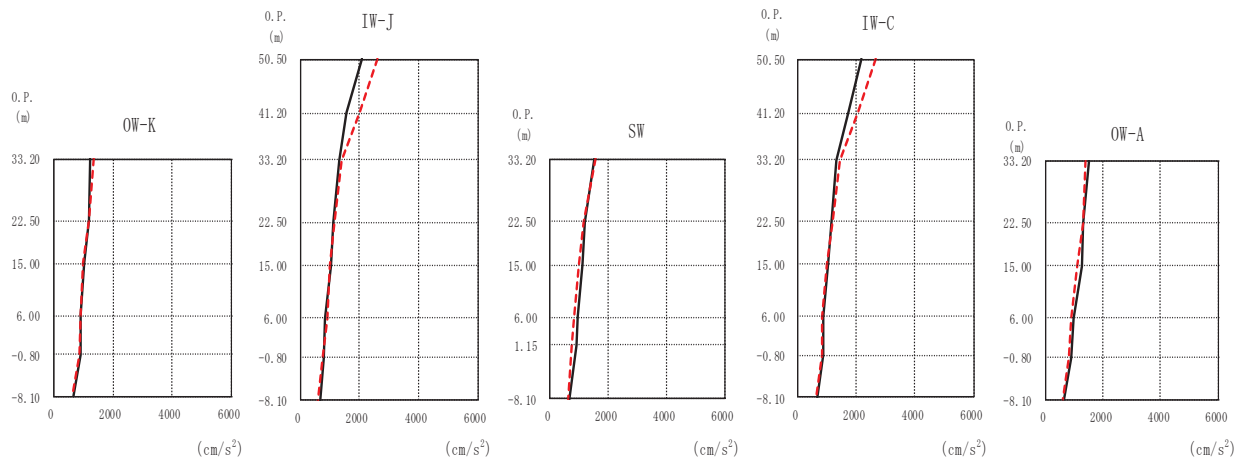 OW-K
O.P.
(m)
33.20
22.50
15.00
6.00
-0.80
-8.10
0
2000
4000
6000
(cm/s²)
IW-J
O.P.
(m)
50.50
41.20
33.20
22.50
15.00
6.00
-0.80
-8.10
0
2000
4000
6000
(cm/s²)
SW
O.P.
(m)
33.20
22.50
15.00
6.00
1.15
-8.10
0
2000
4000
6000
(cm/s²)
IW-C
O.P.
(m)
50.50
41.20
33.20
22.50
15.00
6.00
-0.80
-8.10
0
2000
4000
6000
(cm/s²)
OW-A
O.P.
(m)
33.20
22.50
15.00
6.00
-0.80
-8.10
0
2000
4000
6000
(cm/s²)